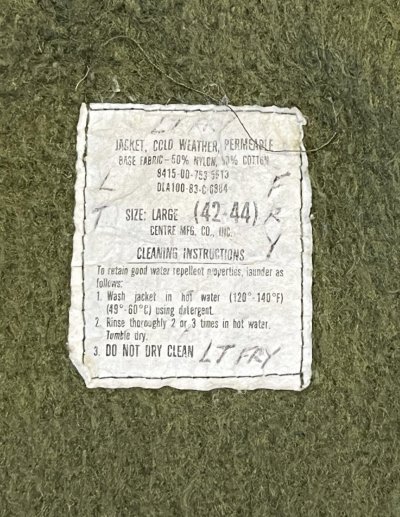 LT FRY
JACKET, COLD WEATHER, PERMEABLE
BASE FABRIC-50% NYLON, 50% COTTON
8415-00-753-5613
DLA100-83-C-
L
T
SIZE: LARGE (42-44)
F
R
Y
CENTRE MFG. CO., INC.
CLEANING INSTRUCTIONS
To retain good water repellent properties, launder as
follows:
1. Wash jacket in hot water (120°-140°F)
(49°-60°C) using detergent.
2. Rinse thoroughly 2 or 3 times in hot water.
Tumble dry.
3. DO NOT DRY CLEAN LT FRY